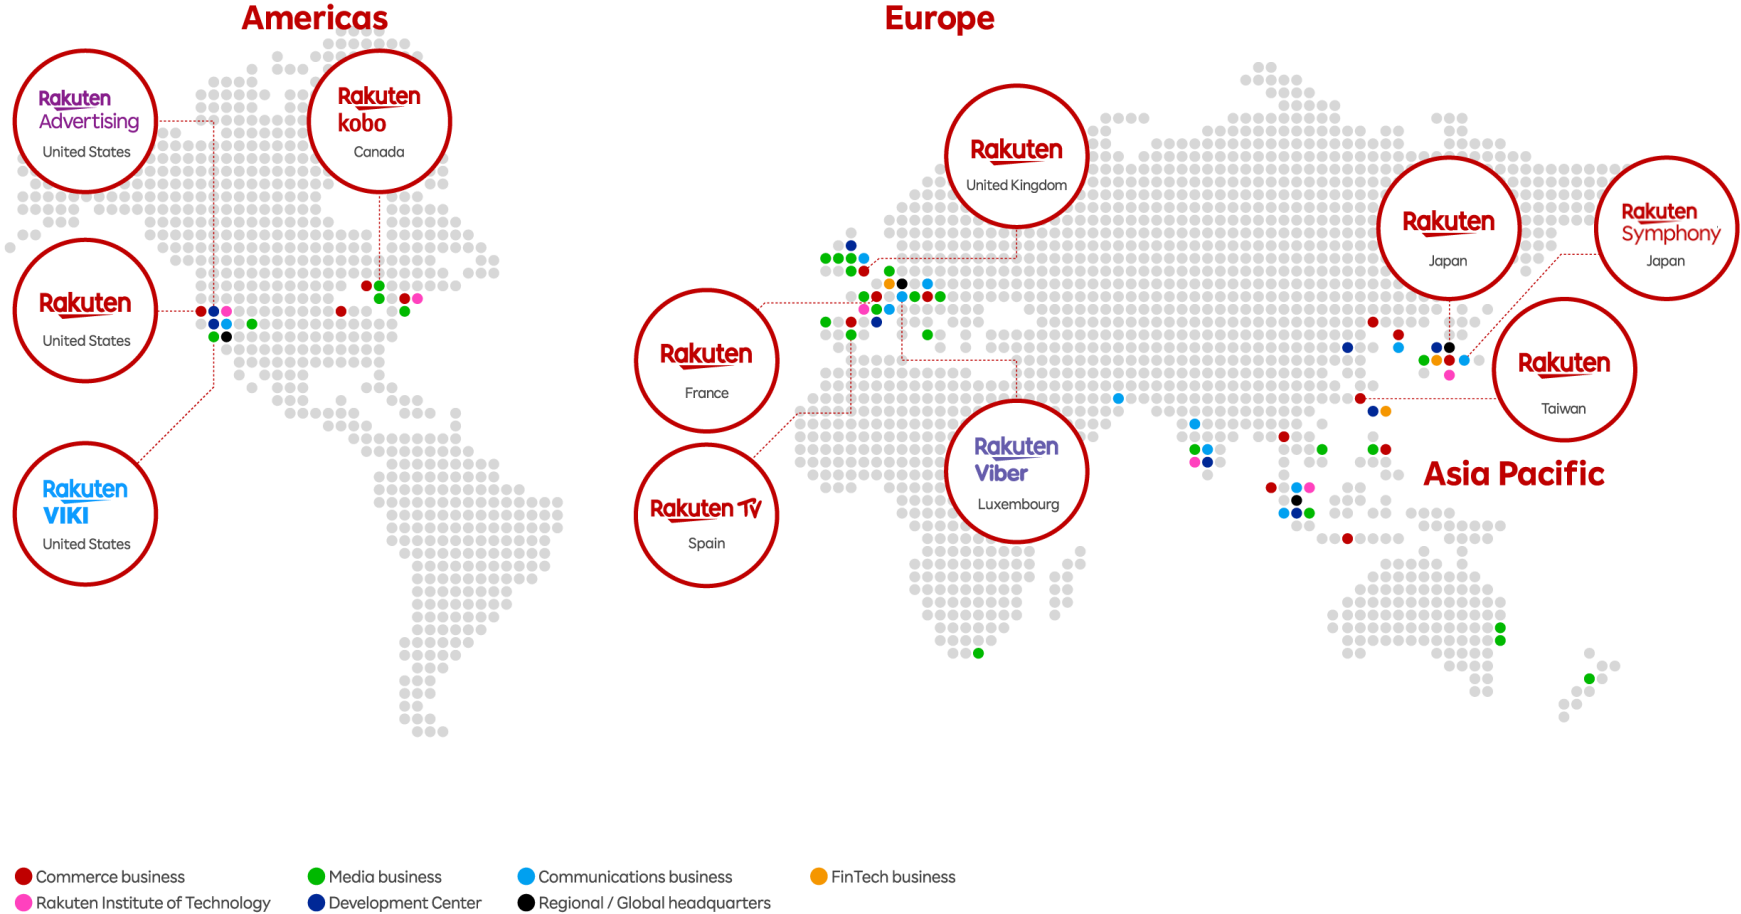 Americas
Europe
Rakuten
Advertising
United States
Rakuten
kobo
Canada
Rakuten
United Kingdom
Rakuten
Japan
Rakuten
Symphony
Japan
Rakuten
United States
Rakuten
France
Rakuten
Taiwan
Rakuten
VIKI
United States
Rakuten TV
Spain
Rakuten
Viber
Luxembourg
Asia Pacific
Commerce business
Media business
Communications business
FinTech business
Rakuten Institute of Technology
Development Center
Regional / Global headquarters